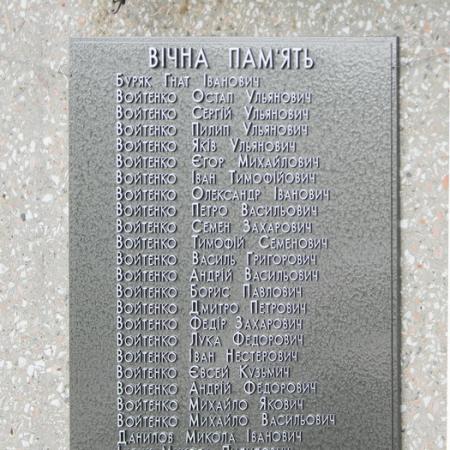 ВІЧНА ПАМ'ЯТЬ
Буряк Гнат Іванович
Войтенко Остап Ульянович
Войтенко Сергій Ульянович
Войтенко Пилип Ульянович
Войтенко Яків Ульянович
Войтенко Єгор Михайлович
Войтенко Іван Тимофійович
Войтенко Олександр Іванович
Войтенко Петро Васильович
Войтенко Семен Захарович
Войтенко Тимофій Семенович
Войтенко Василь Григорович
Войтенко Андрій Васильович
Войтенко Борис Павлович
Войтенко Дмитро Петрович
Войтенко Федір Захарович
Войтенко Лука Федорович
Войтенко Іван Нестерович
Войтенко Євсей Кузьмич
Войтенко Андрій Федорович
Войтенко Михайло Якович
Войтенко Михайло Васильович
Данилов Микола Іванович